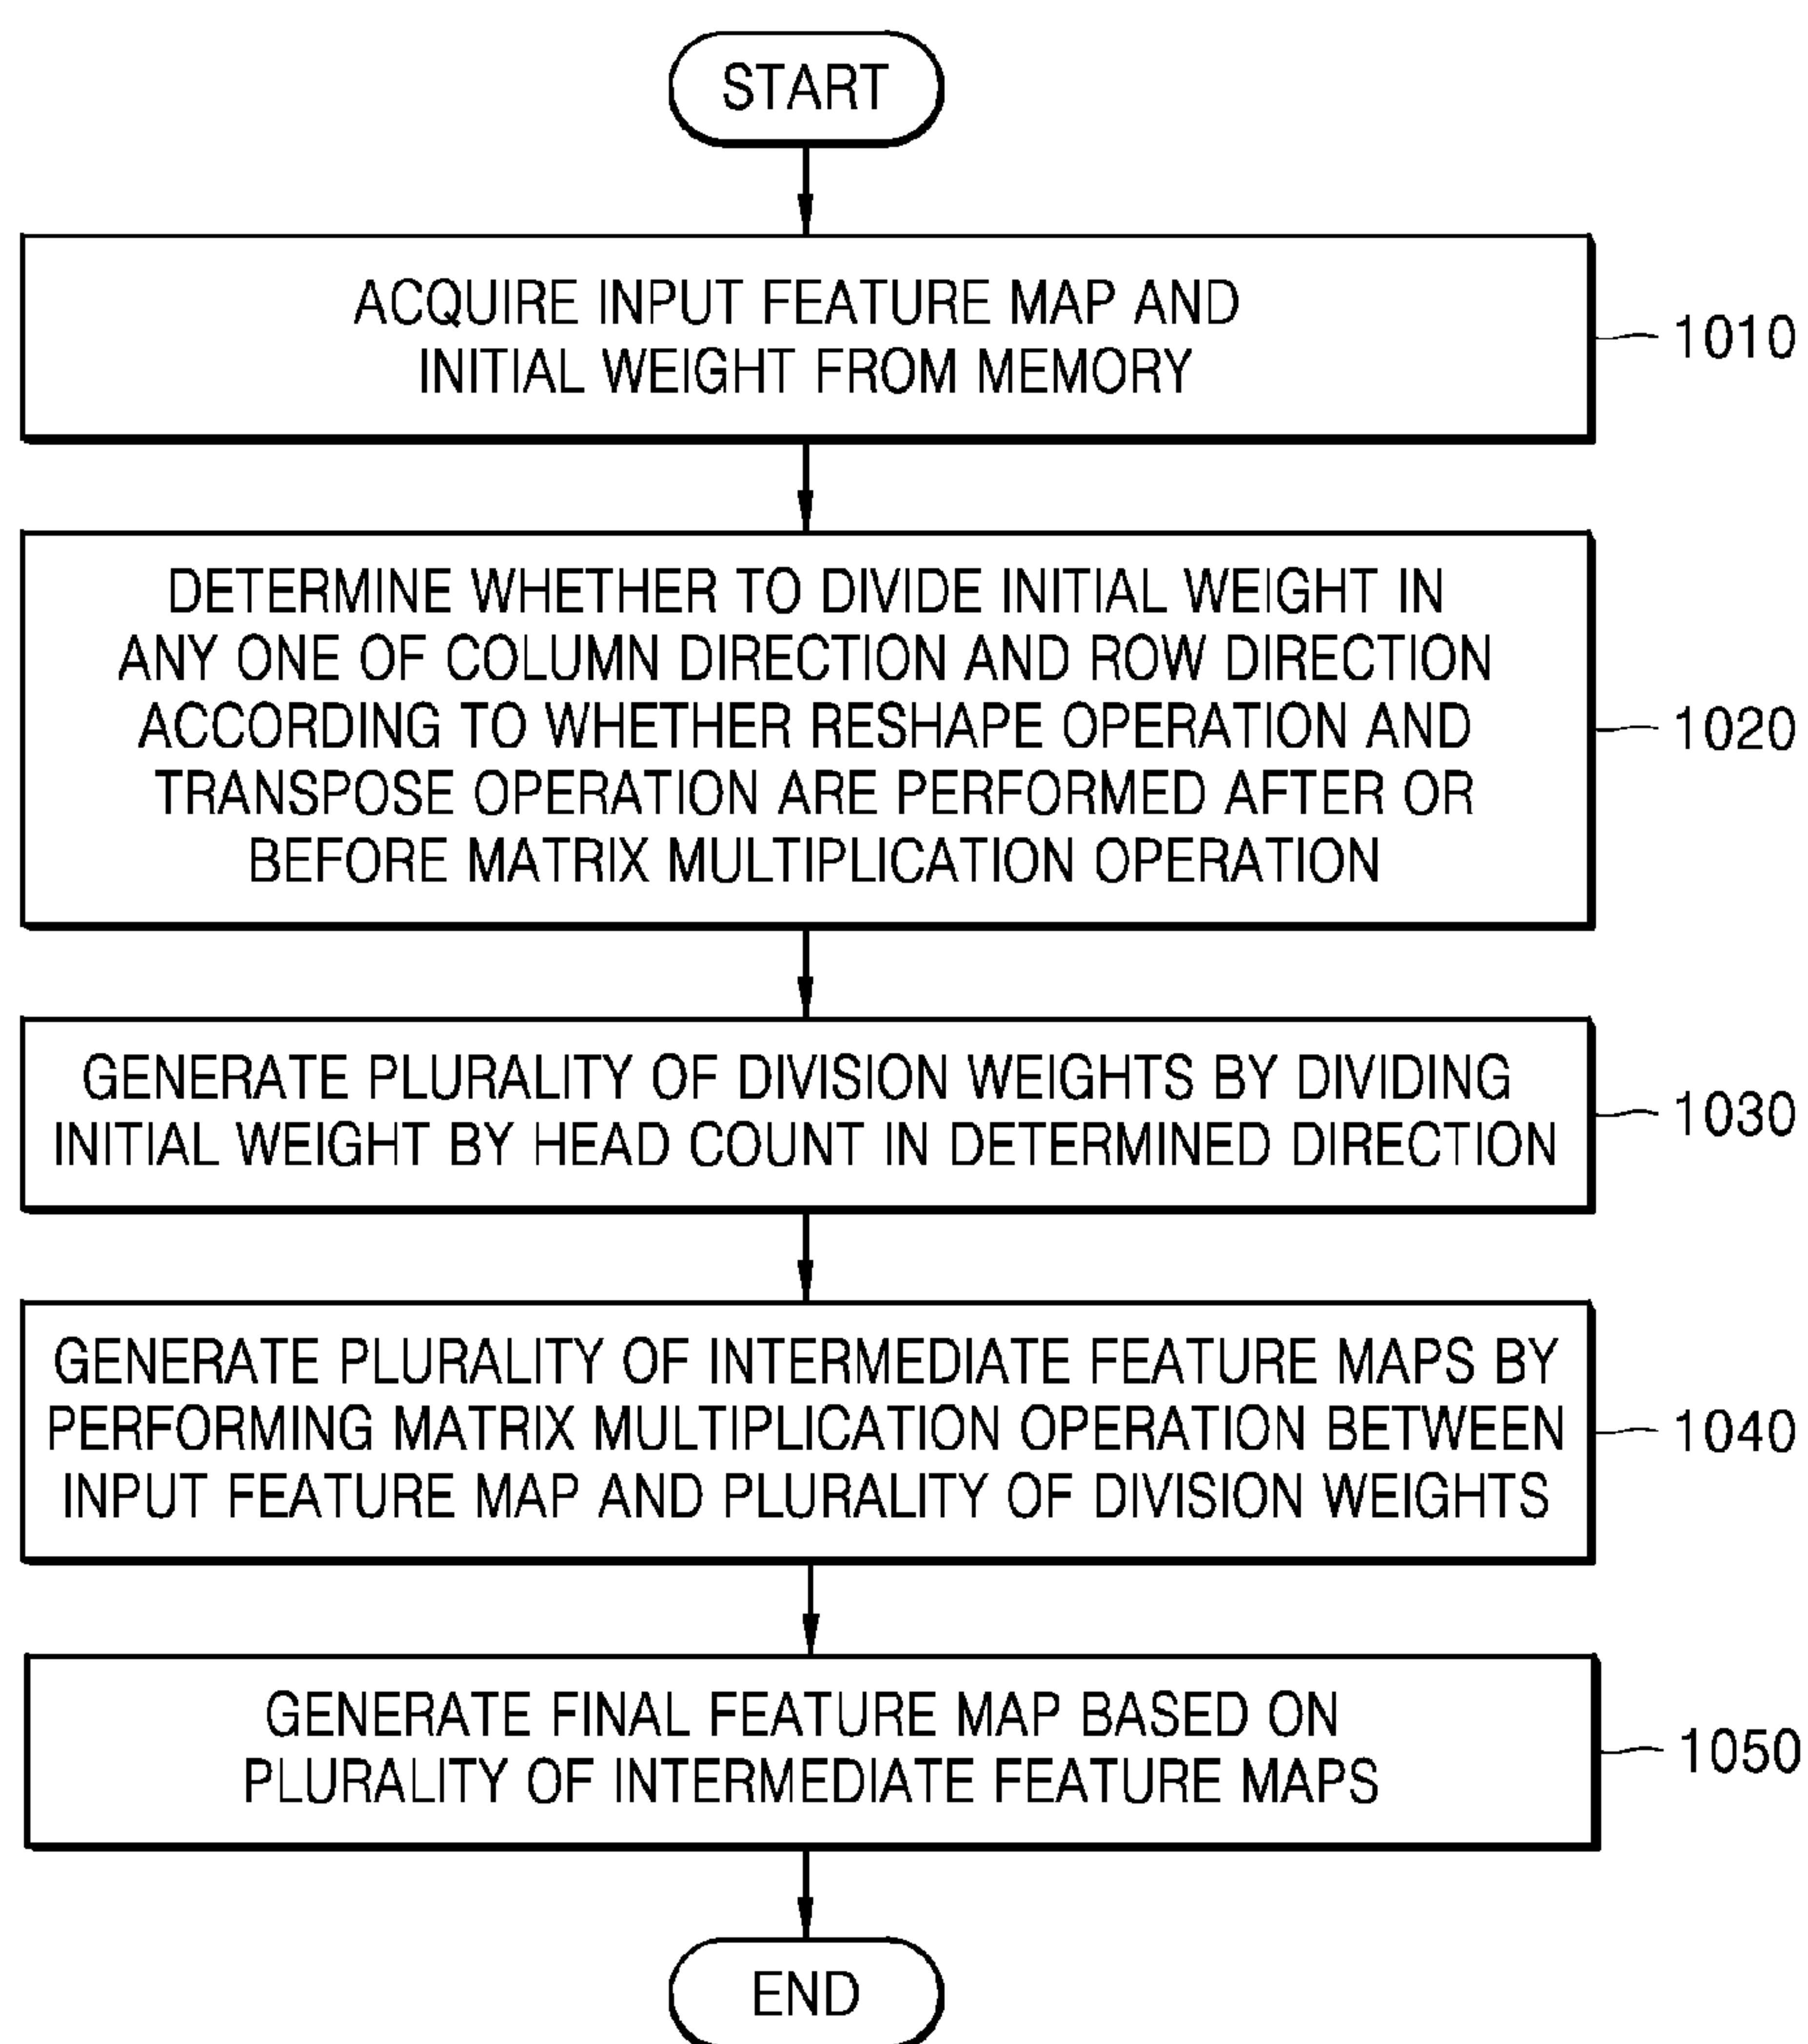 START
ACQUIRE INPUT FEATURE MAP AND
INITIAL WEIGHT FROM MEMORY
1010
DETERMINE WHETHER TO DIVIDE INITIAL WEIGHT IN
ANY ONE OF COLUMN DIRECTION AND ROW DIRECTION
ACCORDING TO WHETHER RESHAPE OPERATION AND
TRANSPOSE OPERATION ARE PERFORMED AFTER OR
BEFORE MATRIX MULTIPLICATION OPERATION
1020
GENERATE PLURALITY OF DIVISION WEIGHTS BY DIVIDING
INITIAL WEIGHT BY HEAD COUNT IN DETERMINED DIRECTION
1030
GENERATE PLURALITY OF INTERMEDIATE FEATURE MAPS BY
PERFORMING MATRIX MULTIPLICATION OPERATION BETWEEN
INPUT FEATURE MAP AND PLURALITY OF DIVISION WEIGHTS
1040
GENERATE FINAL FEATURE MAP BASED ON
PLURALITY OF INTERMEDIATE FEATURE MAPS
1050
END